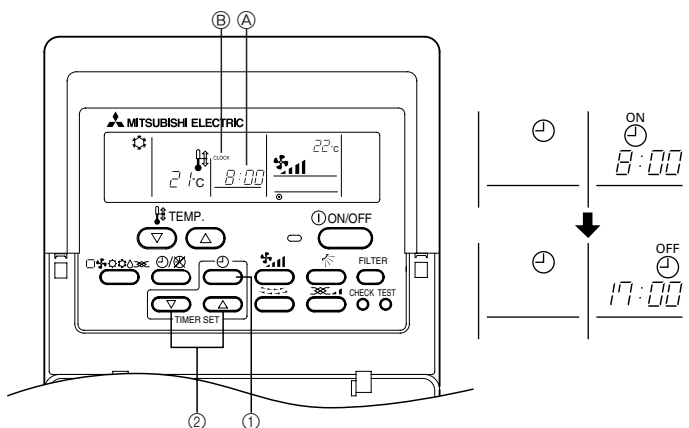 Ⓑ Ⓐ
MITSUBISHI ELECTRIC
CLOCK
22°C
21°C 8:00
TEMP.
ON/OFF
FILTER
CHECK TEST
TIMER SET
② ①
ON
8:00
OFF
17:00